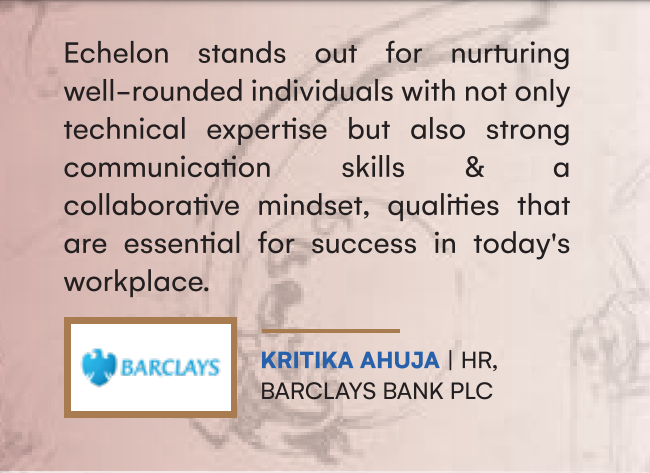 Echelon stands out for nurturing
well-rounded individuals with not only
technical expertise but also strong
communication skills & a
collaborative mindset, qualities that
are essential for success in today's
workplace.
BARCLAYS
KRITIKA AHUJA | HR,
BARCLAYS BANK PLC